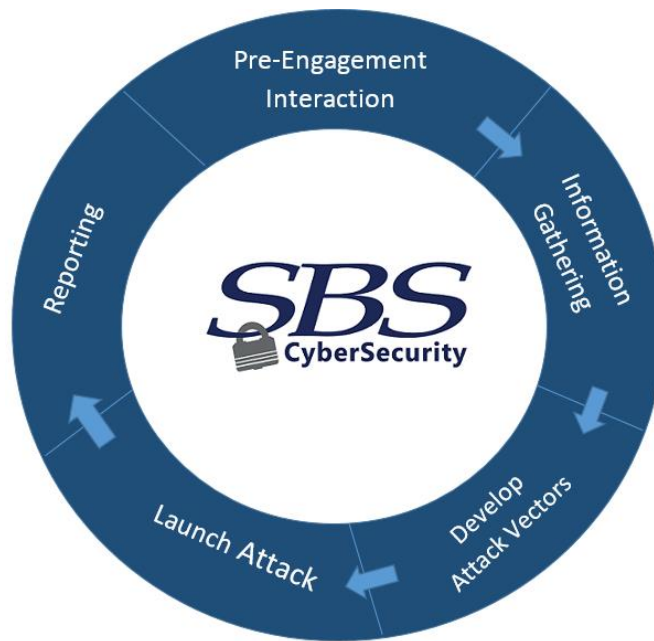 Pre-Engagement
Interaction
Information
Gathering
Develop
Attack Vectors
Launch Attack
Reporting
SBS
CyberSecurity